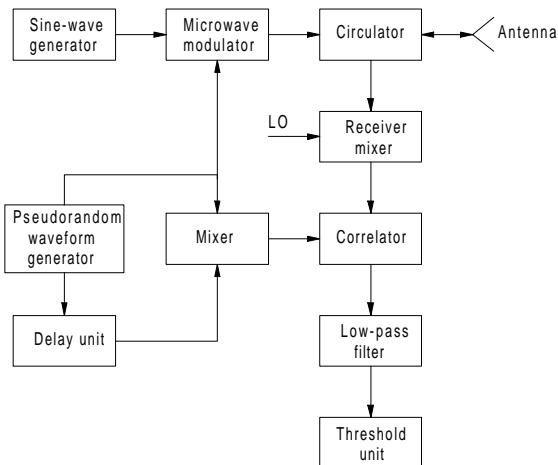 Sine-wave
generator
Microwave
modulator
Circulator
Antenna
LO
Receiver
mixer
Pseudorandom
waveform
generator
Mixer
Correlator
Delay unit
Low-pass
filter
Threshold
unit